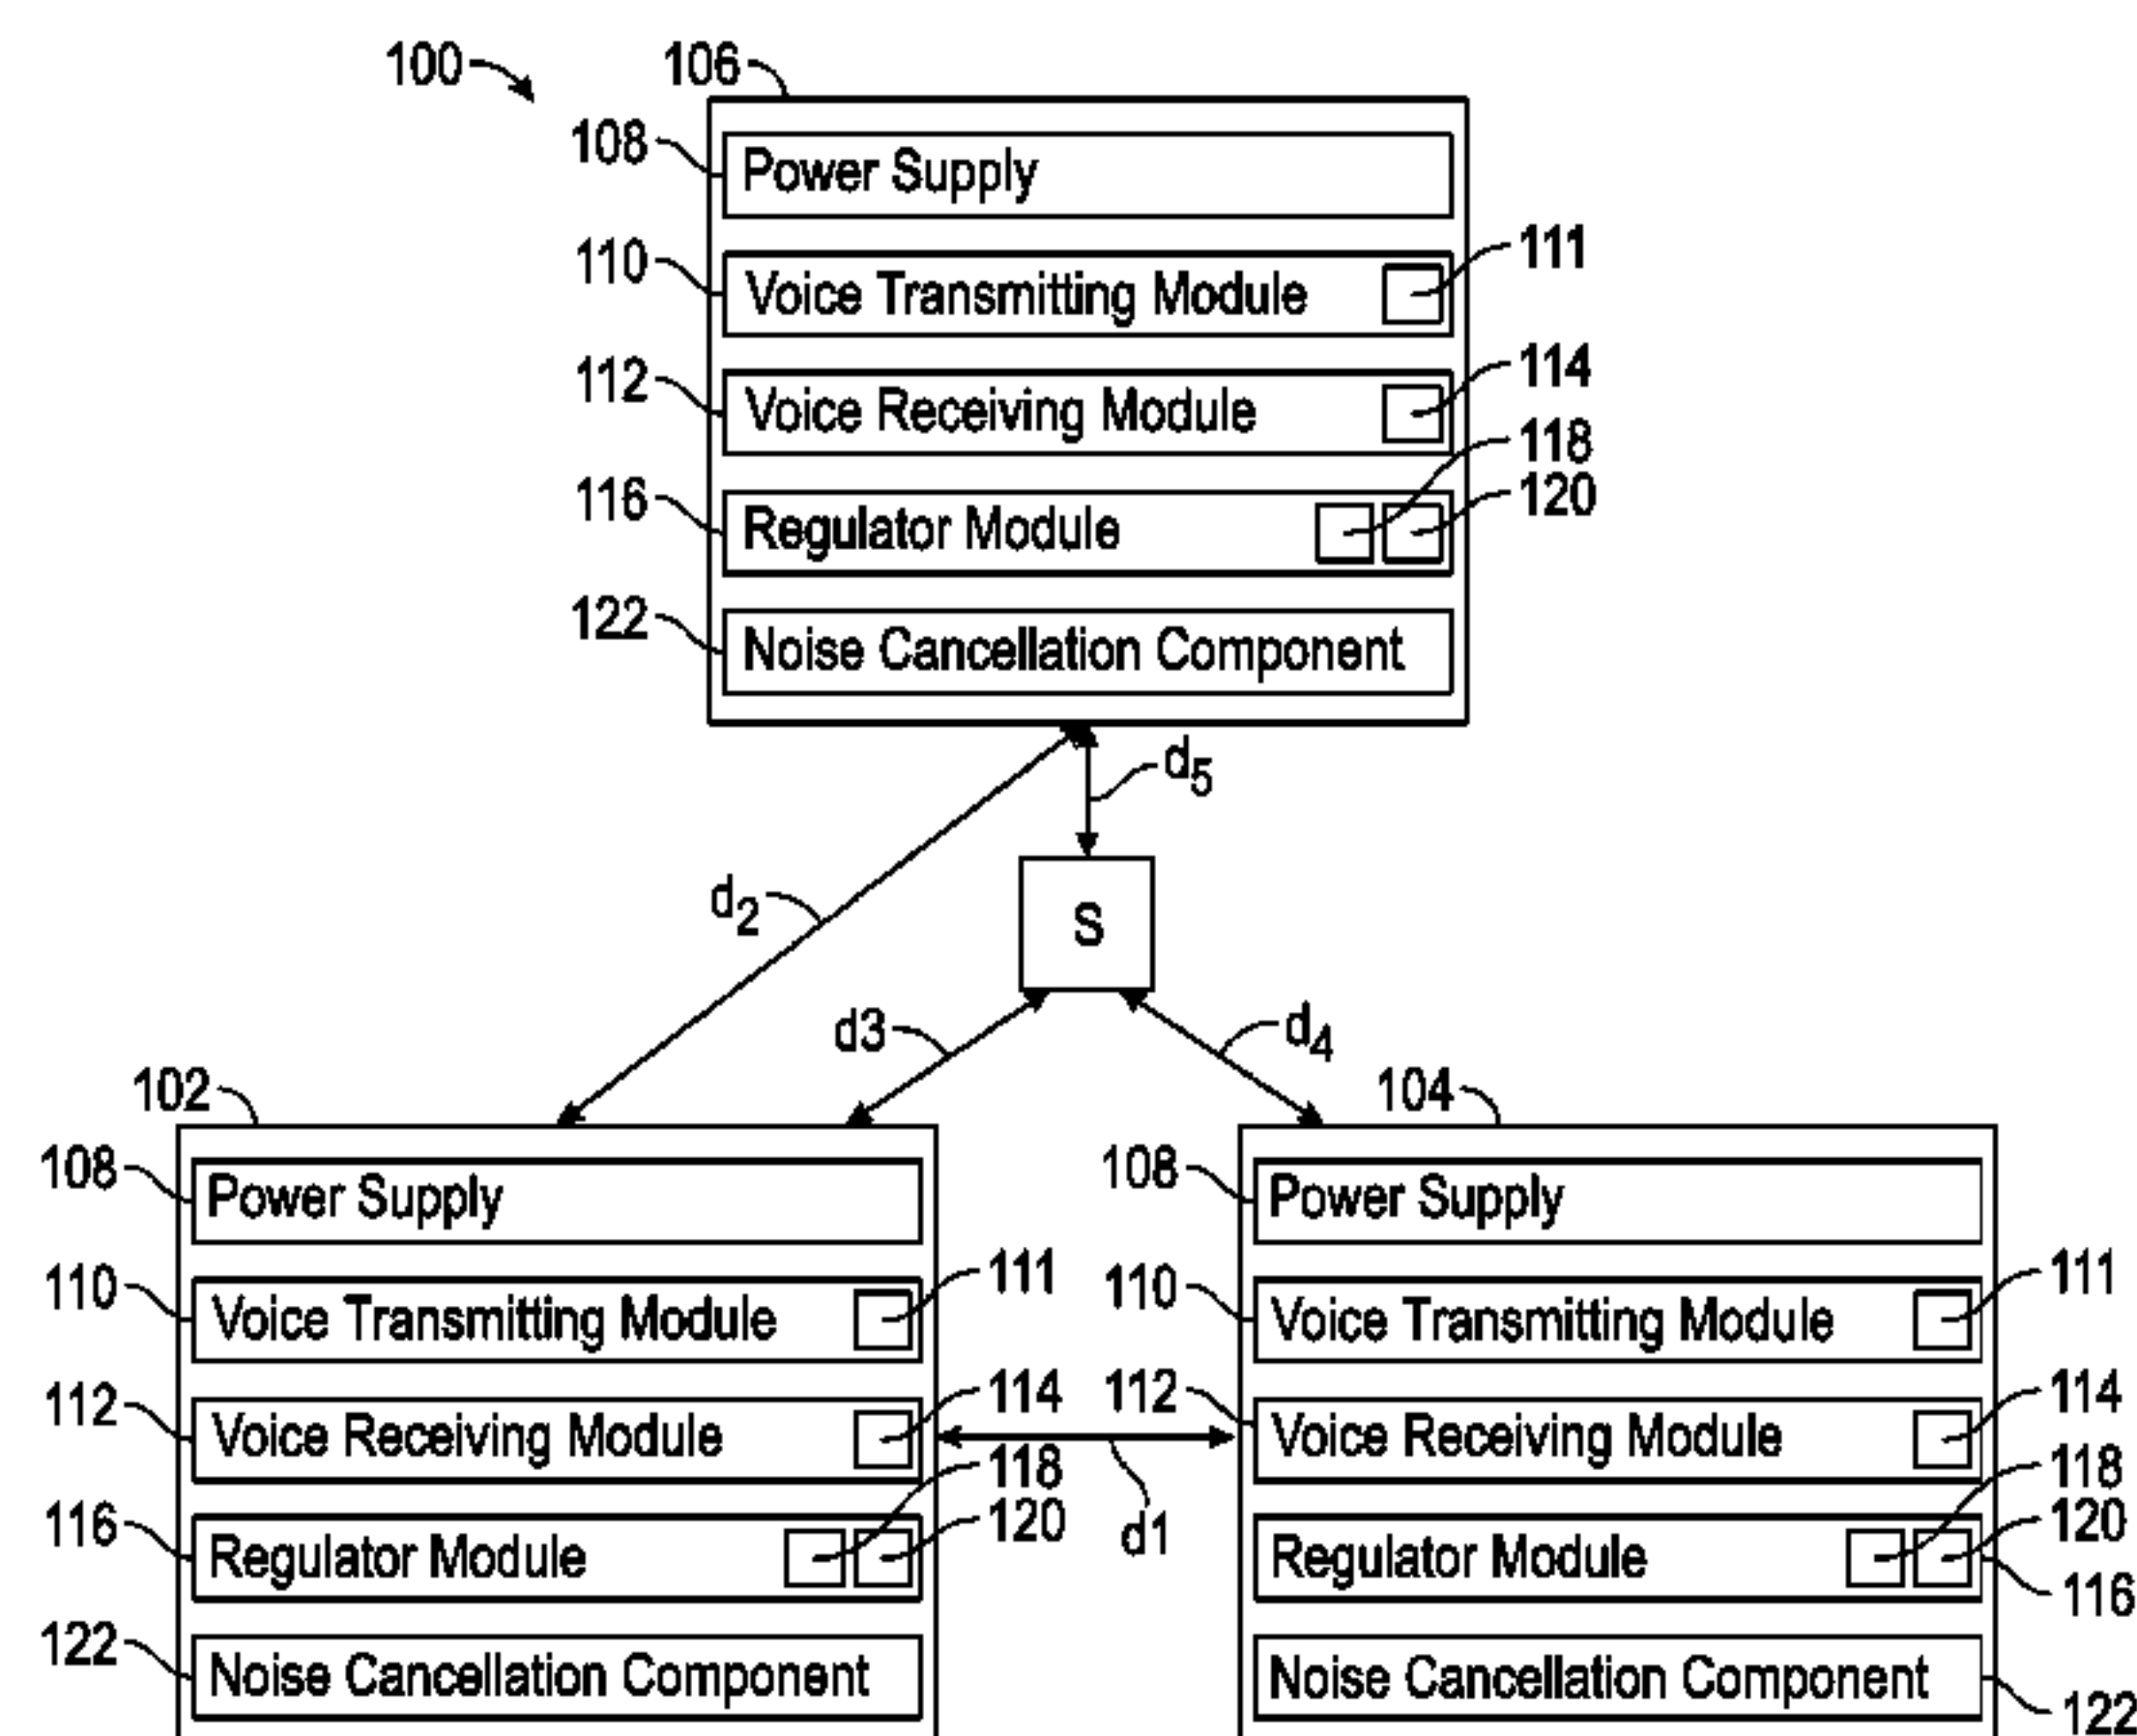 100
106
108
Power Supply
110
Voice Transmitting Module
111
112
Voice Receiving Module
114
118
116
Regulator Module
120
122
Noise Cancellation Component
d5
d2
S
d3
d4
102
104
108
Power Supply
108
Power Supply
110
Voice Transmitting Module
111
110
Voice Transmitting Module
111
112
Voice Receiving Module
114
112
Voice Receiving Module
114
118
118
116
Regulator Module
120
d1
Regulator Module
120
116
122
Noise Cancellation Component
Noise Cancellation Component
122